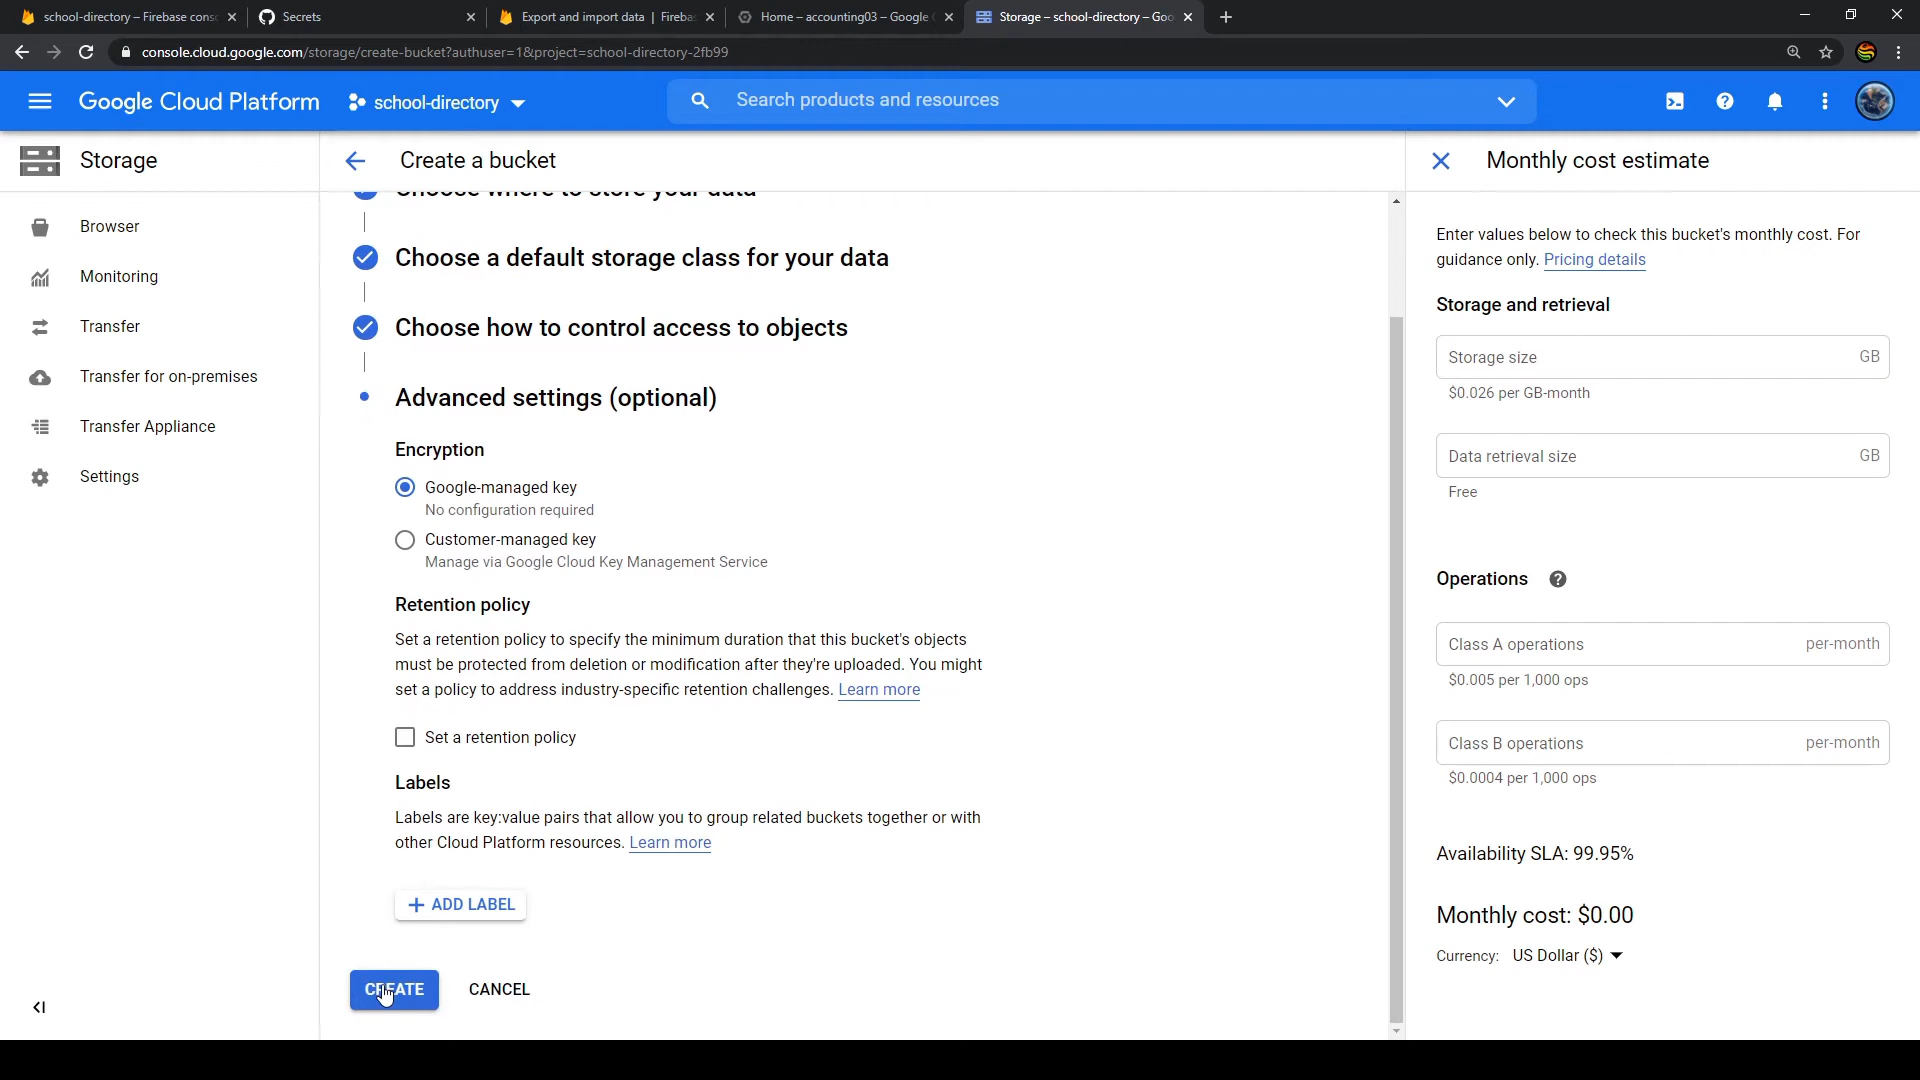 school-directory – Firebase cons
Secrets
Export and import data | Fireba
Home – accounting03 – Google
Storage – school-directory – Goo
console.cloud.google.com/storage/create-bucket?authuser=1&project=school-directory-2fb99
Google Cloud Platform
school-directory
Search products and resources
Storage
Create a bucket
Monthly cost estimate
Browser
Monitoring
Transfer
Transfer for on-premises
Transfer Appliance
Settings
Choose where to store your data
Choose a default storage class for your data
Choose how to control access to objects
Advanced settings (optional)
Encryption
Google-managed key
No configuration required
Customer-managed key
Manage via Google Cloud Key Management Service
Retention policy
Set a retention policy to specify the minimum duration that this bucket's objects
must be protected from deletion or modification after they're uploaded. You might
set a policy to address industry-specific retention challenges. Learn more
Set a retention policy
Labels
Labels are key:value pairs that allow you to group related buckets together or with
other Cloud Platform resources. Learn more
ADD LABEL
CREATE
CANCEL
Enter values below to check this bucket's monthly cost. For
guidance only. Pricing details
Storage and retrieval
Storage size GB
$0.026 per GB-month
Data retrieval size GB
Free
Operations
Class A operations per-month
$0.005 per 1,000 ops
Class B operations per-month
$0.0004 per 1,000 ops
Availability SLA: 99.95%
Monthly cost: $0.00
Currency: US Dollar ($)